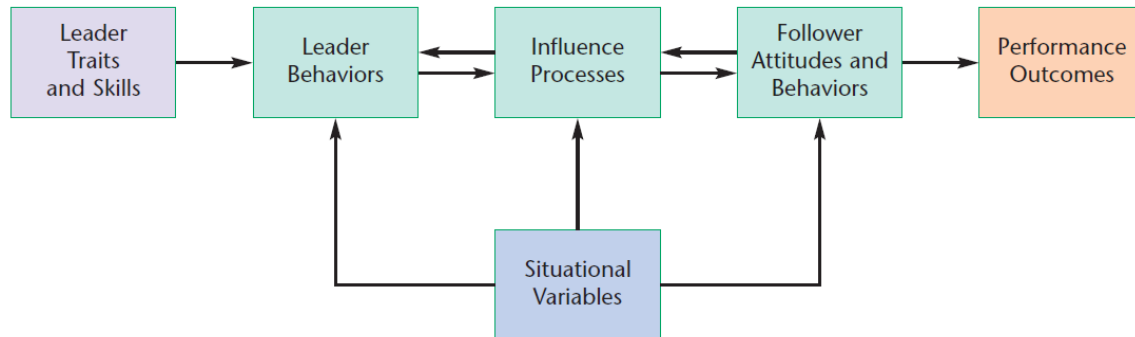 Leader
Traits
and Skills
Leader
Behaviors
Influence
Processes
Follower
Attitudes and
Behaviors
Performance
Outcomes
Situational
Variables